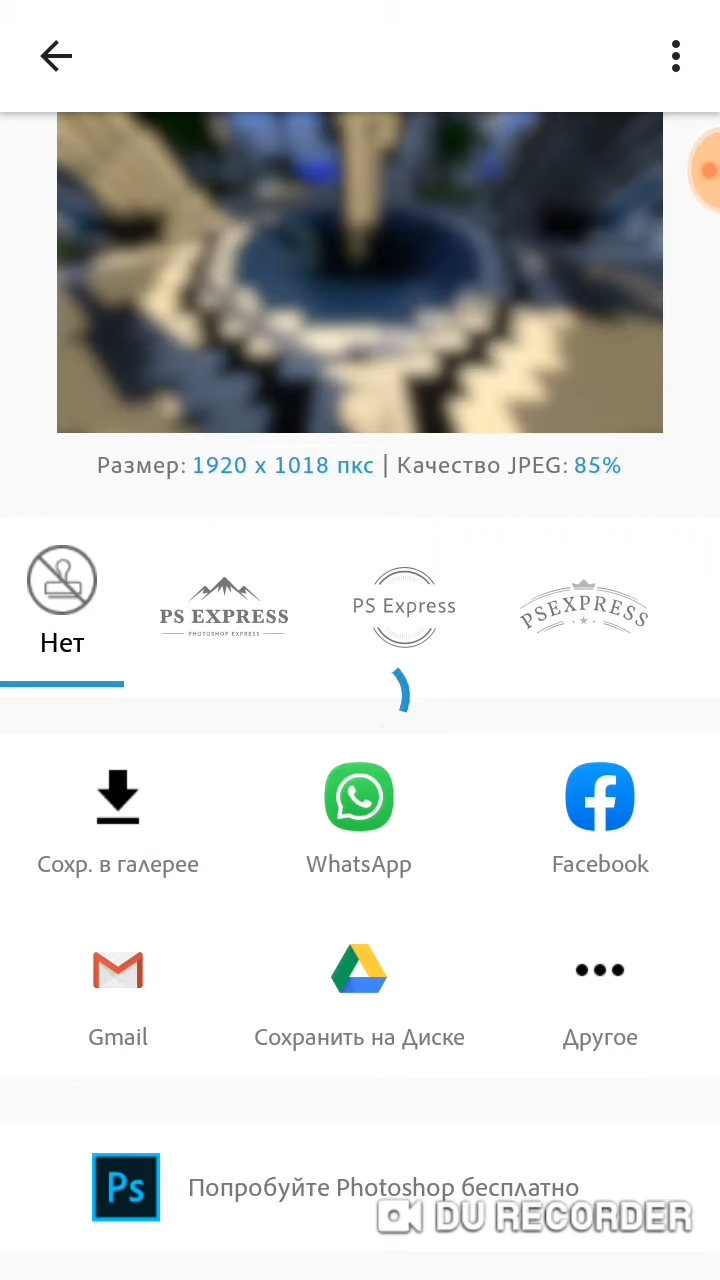 Размер: 1920 x 1018 пкс | Качество JPEG: 85%
Нет
PS EXPRESS
PHOTOSHOP EXPRESS
PS Express
PSEXPRESS
Сохр. в галерее
WhatsApp
Facebook
Gmail
Сохранить на Диске
Другое
Ps
Попробуйте Photoshop бесплатно
DU RECORDER